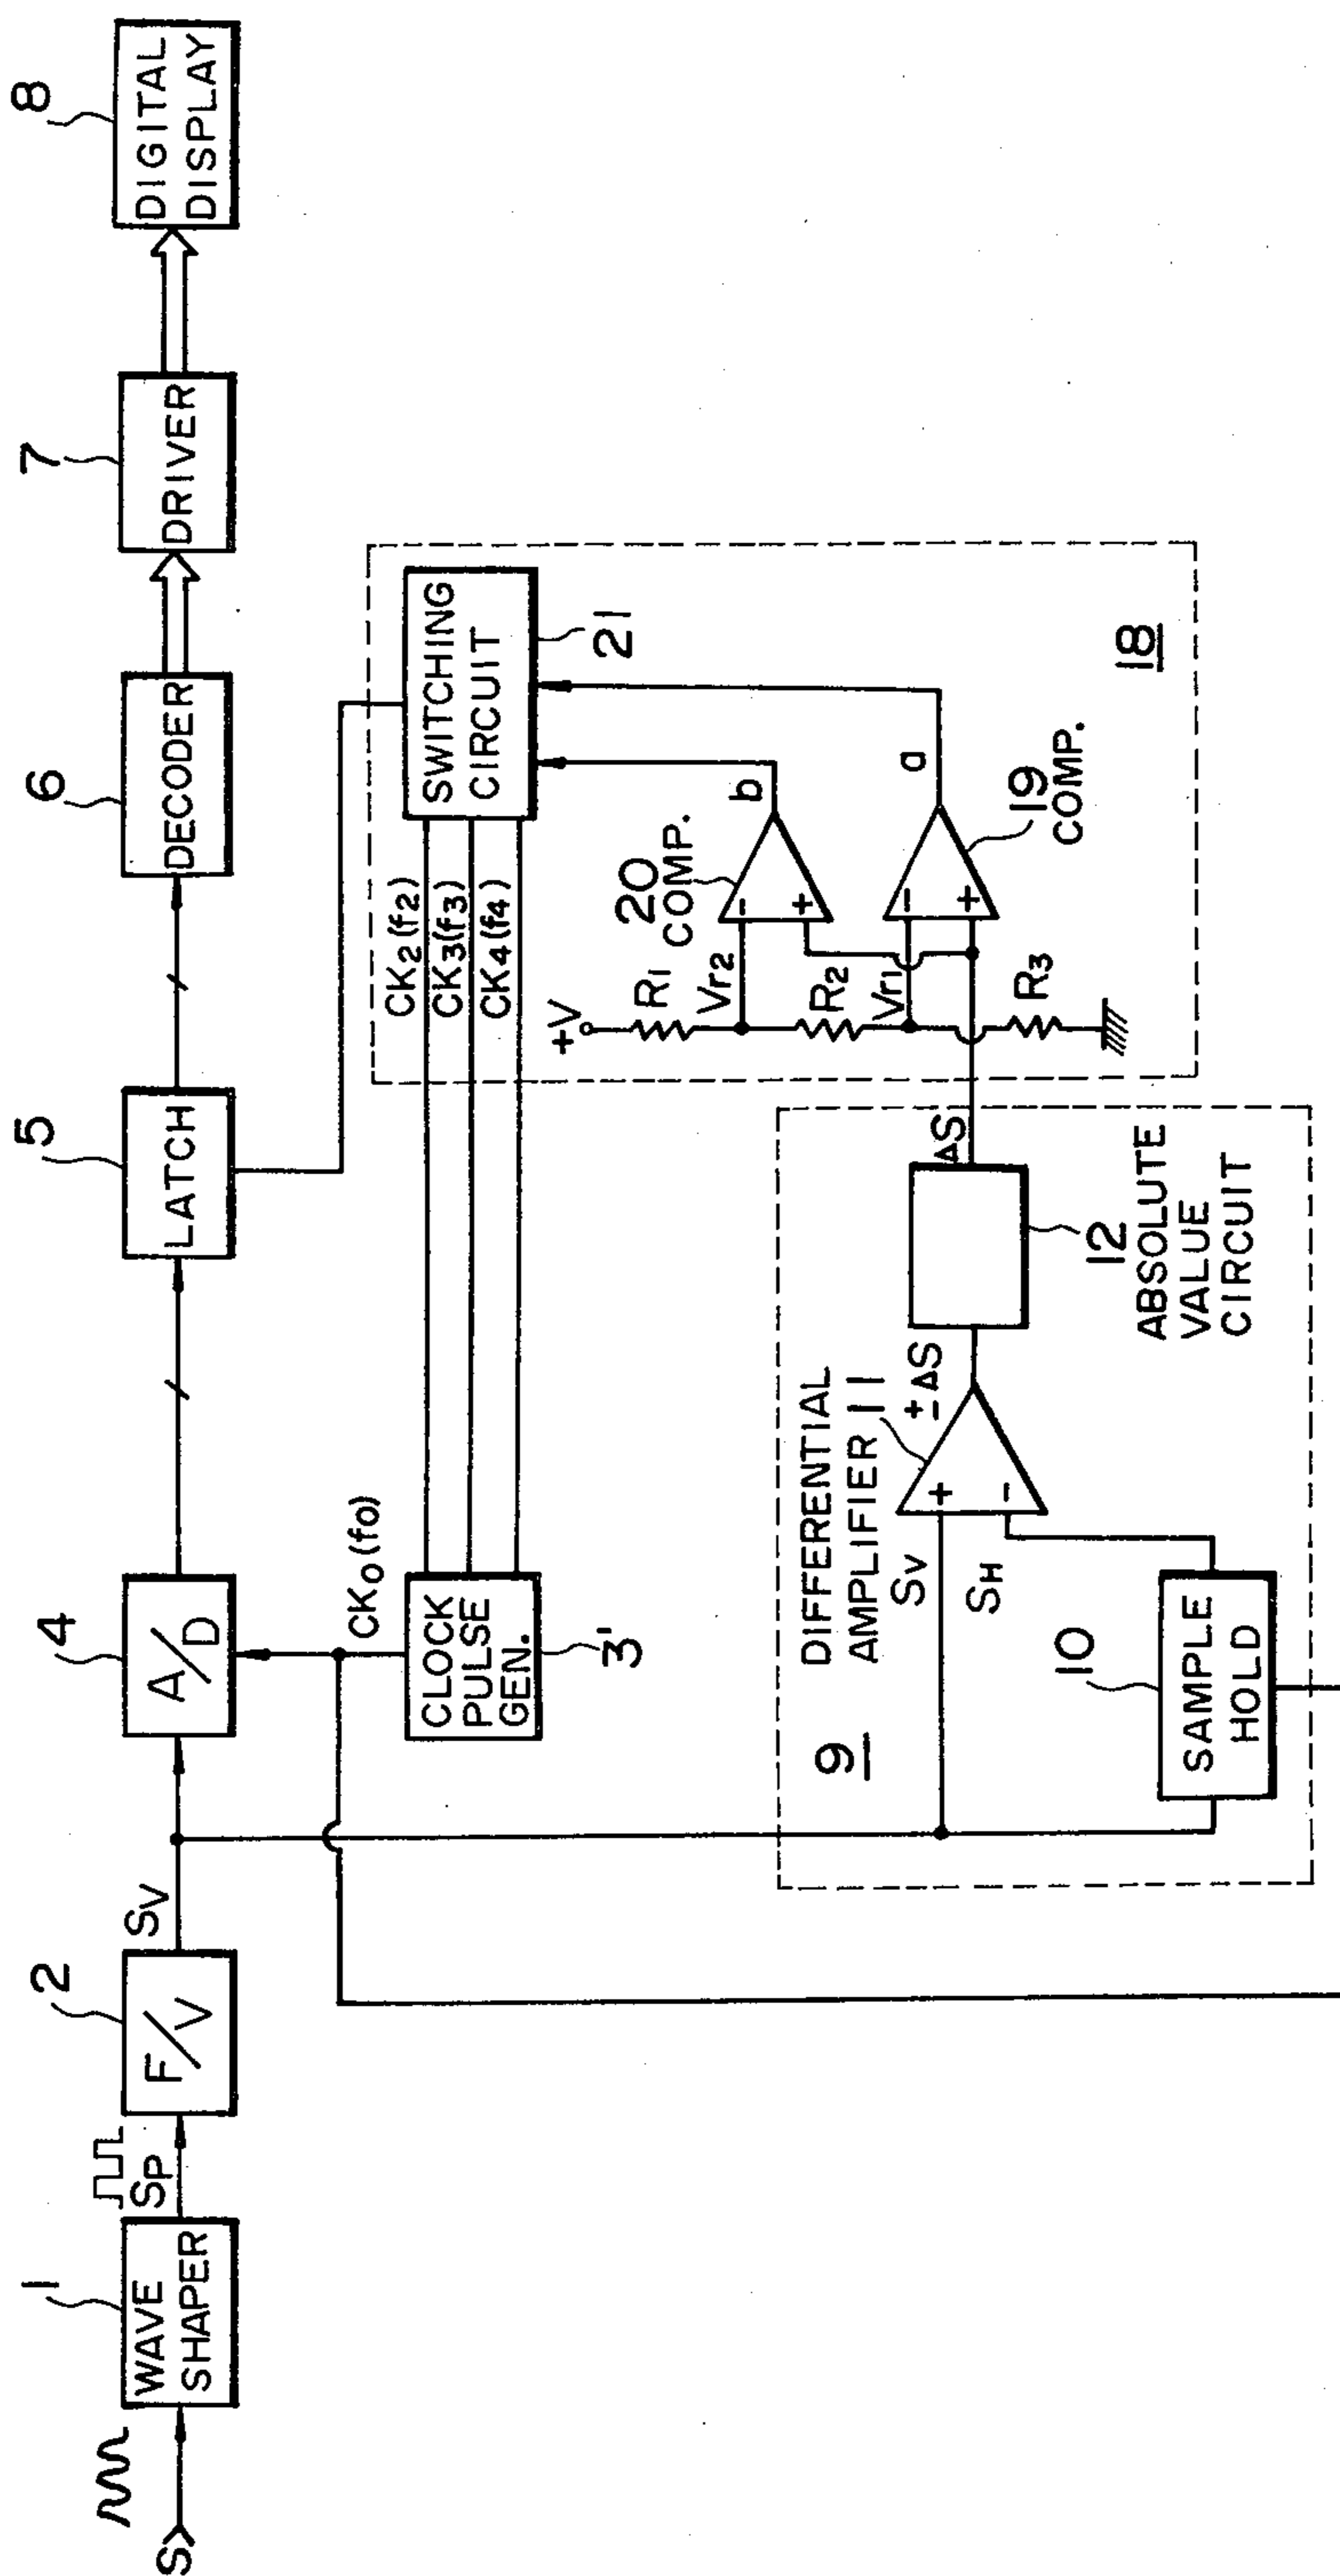 S
WAVE
SHAPER
1
SP
F/V
2
SV
A/D
4
LATCH
5
DECODER
6
DRIVER
7
DIGITAL
DISPLAY
8
CLOCK
PULSE
GEN.
3'
CK0(f0)
CK2(f2)
CK3(f3)
CK4(f4)
SWITCHING
CIRCUIT
21
b
a
20
COMP.
19
COMP.
-
+
-
+
+V
R1
Vr2
R2
Vr1
R3
18
9
DIFFERENTIAL
AMPLIFIER 11
SV
SH
+
-
±ΔS
ΔS
12
ABSOLUTE
VALUE
CIRCUIT
10
SAMPLE
HOLD